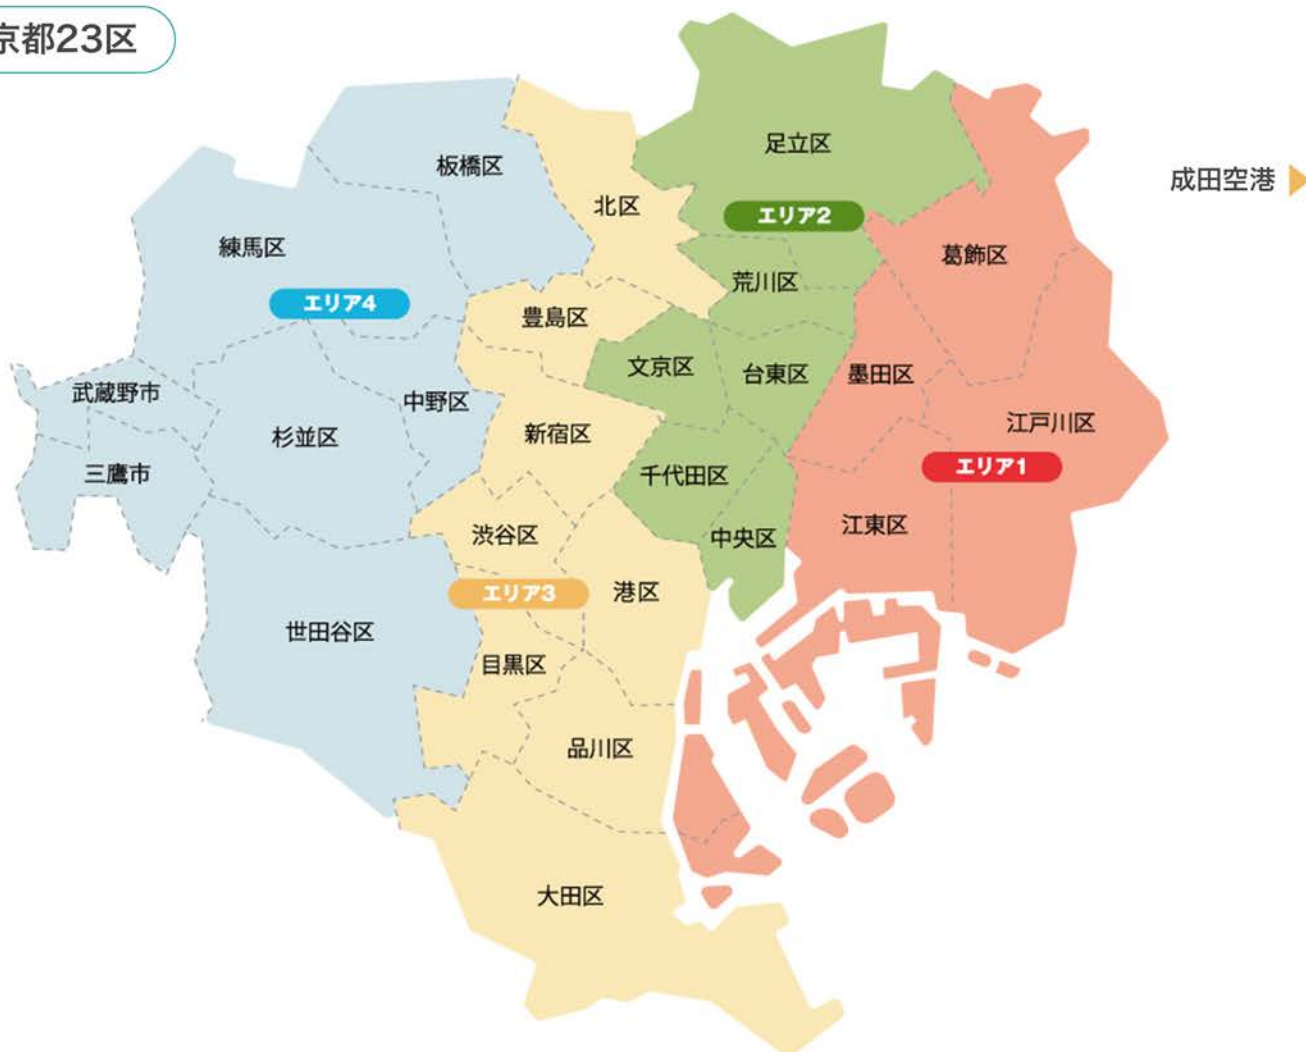 京都23区
足立区
板橋区
成田空港
北区
エリア2
練馬区
葛飾区
荒川区
エリア4
豊島区
文京区
台東区
墨田区
武蔵野市
中野区
江戸川区
杉並区
新宿区
エリア1
三鷹市
千代田区
江東区
渋谷区
中央区
エリア3
港区
世田谷区
目黒区
品川区
大田区